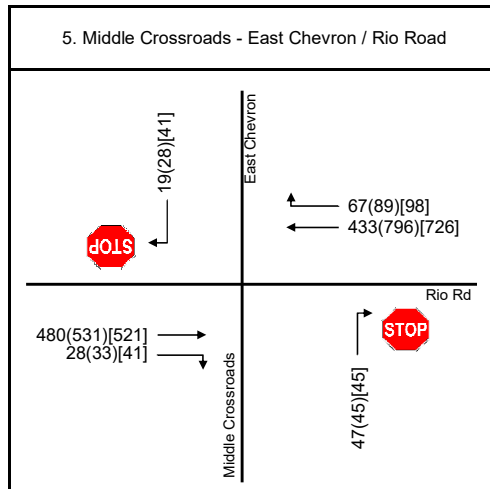 5. Middle Crossroads - East Chevron / Rio Road
19(28)[41]
East Chevron
67(89)[98]
433(796)[726]
STOP
Rio Rd
480(531)[521]
28(33)[41]
STOP
Middle Crossroads
47(45)[45]